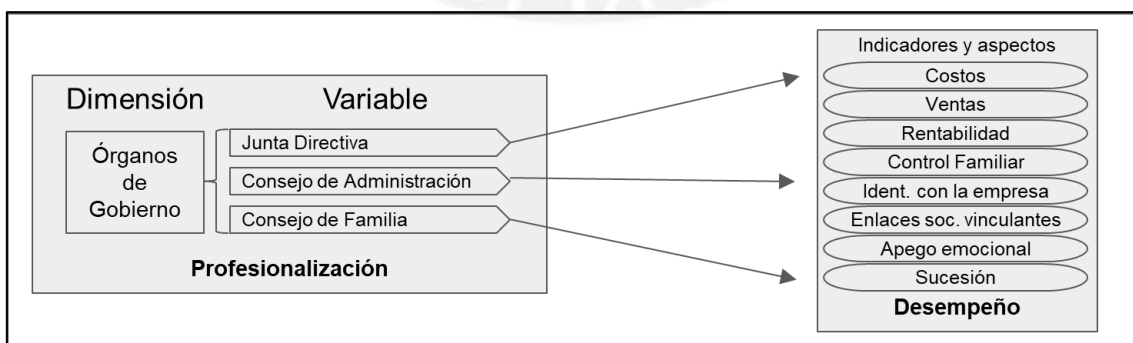 Dimensión
Variable
Órganos
de
Gobierno
Junta Directiva
Consejo de Administración
Consejo de Familia
Profesionalización
Indicadores y aspectos
Costos
Ventas
Rentabilidad
Control Familiar
Ident. con la empresa
Enlaces soc. vinculantes
Apego emocional
Sucesión
Desempeño